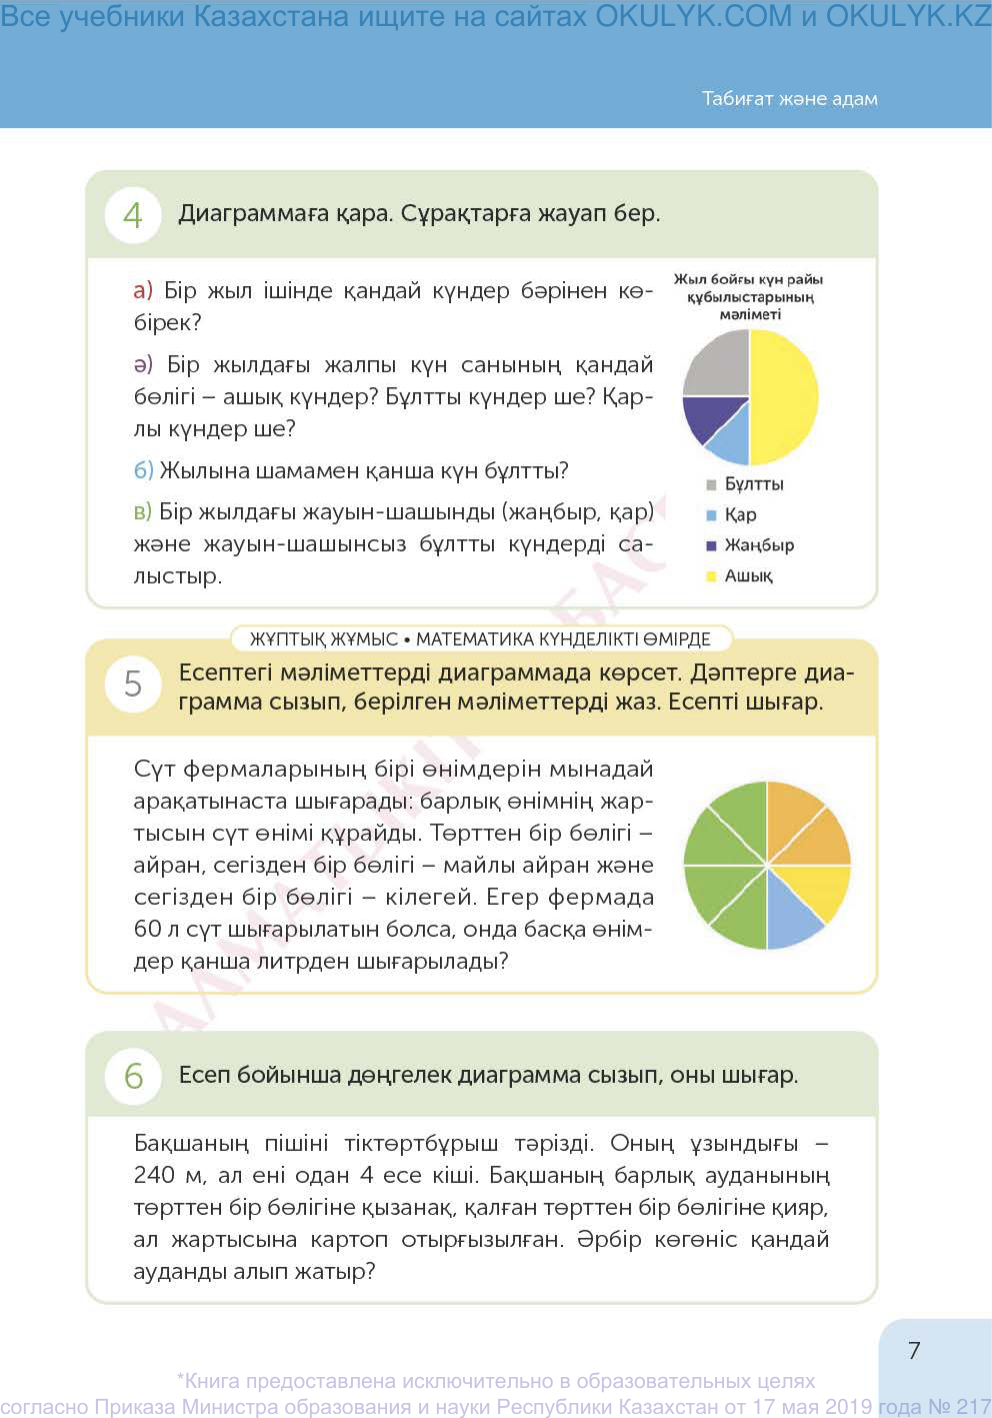 Все учебники Казахстана ищите на сайтах OKULYK.COM и OKULYK.KZ
Табиғат және адам
4 Диаграммаға қара. Сұрақтарға жауап бер.
а) Бір жыл ішінде қандай күндер бәрінен кө-
бірек?
ә) Бір жылдағы жалпы күн санының қандай
бөлігі – ашық күндер? Бұлтты күндер ше? Қар-
лы күндер ше?
б) Жылына шамамен қанша күн бұлтты?
в) Бір жылдағы жауын-шашынды (жаңбыр, қар)
және жауын-шашынсыз бұлтты күндерді са-
лыстыр.
Жыл бойғы күн райы
құбылыстарының
мәліметі
Бұлтты
Қар
Жаңбыр
Ашық
ЖҰПТЫҚ ЖҰМЫС • МАТЕМАТИКА КҮНДЕЛІКТІ ӨМІРДЕ
5 Есептегі мәліметтерді диаграммада көрсет. Дәптерге диа-
грамма сызып, берілген мәліметтерді жаз. Есепті шығар.
Сүт фермаларының бірі өнімдерін мынадай
арақатынаста шығарады: барлық өнімнің жар-
тысын сүт өнімі құрайды. Төрттен бір бөлігі –
айран, сегізден бір бөлігі – майлы айран және
сегізден бір бөлігі – кілегей. Егер фермада
60 л сүт шығарылатын болса, онда басқа өнім-
дер қанша литрден шығарылады?
6 Есеп бойынша дөңгелек диаграмма сызып, оны шығар.
Бақшаның пішіні тіктөртбұрыш тәрізді. Оның ұзындығы –
240 м, ал ені одан 4 есе кіші. Бақшаның барлық ауданының
төрттен бір бөлігіне қызанақ, қалған төрттен бір бөлігіне қияр,
ал жартысына картоп отырғызылған. Әрбір көгөніс қандай
ауданды алып жатыр?
7
*Книга предоставлена исключительно в образовательных целях
согласно Приказа Министра образования и науки Республики Казахстан от 17 мая 2019 года № 217